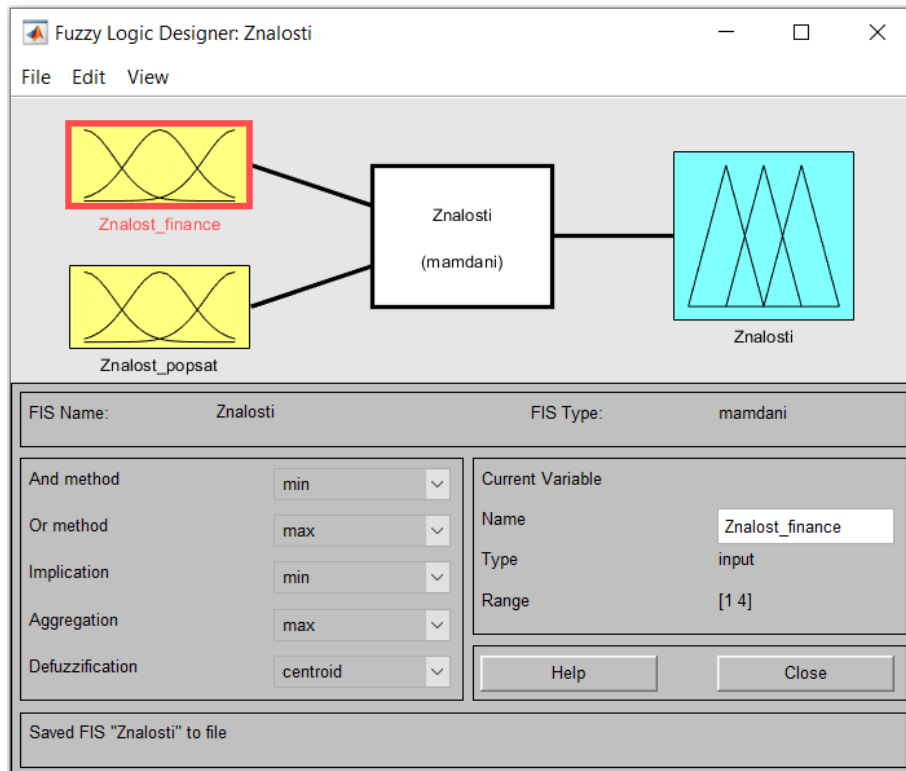 Fuzzy Logic Designer: Znalosti
File Edit View
Znalost_finance
Znalosti
(mamdani)
Znalosti
Znalost_popsat
FIS Name: Znalosti FIS Type: mamdani
And method min
Or method max
Implication min
Aggregation max
Defuzzification centroid
Current Variable
Name Znalost_finance
Type input
Range [1 4]
Help Close
Saved FIS "Znalosti" to file